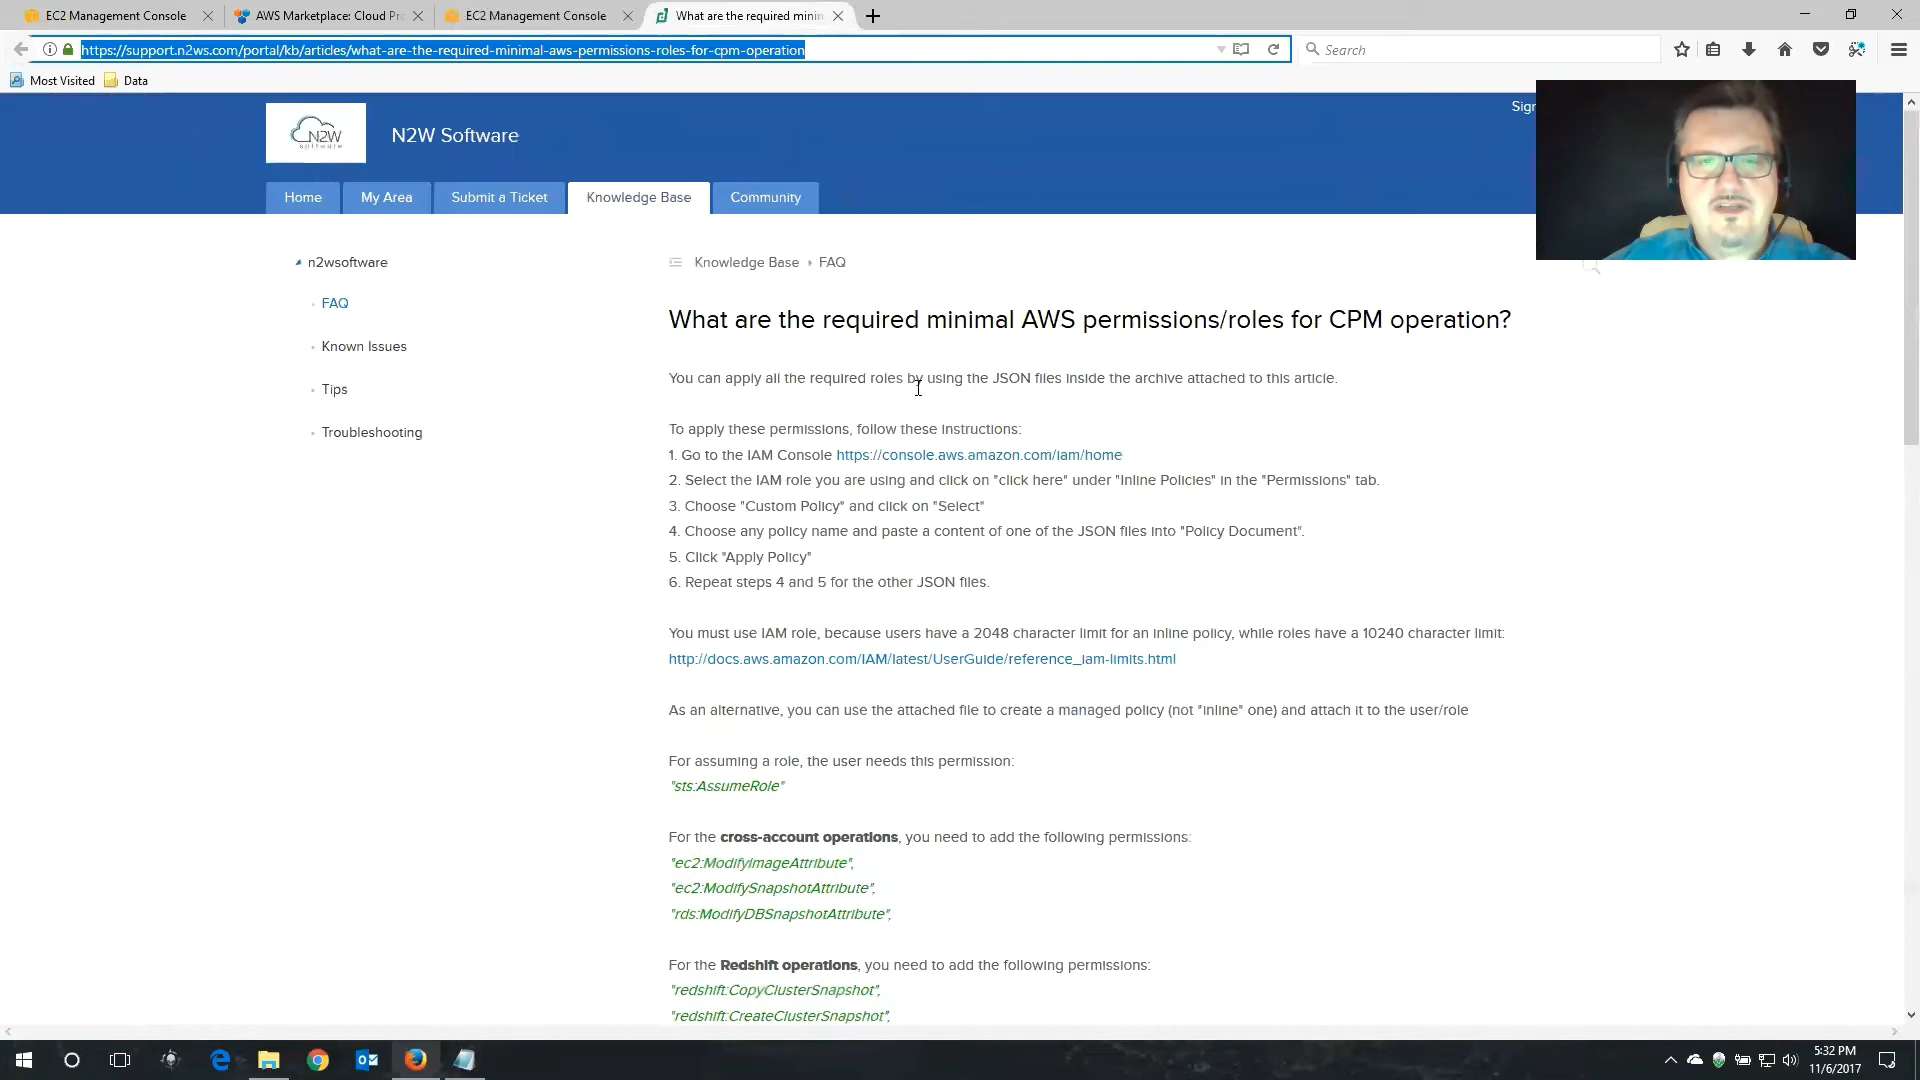 EC2 Management Console
AWS Marketplace: Cloud Pr
EC2 Management Console
What are the required minim
https://support.n2ws.com/portal/kb/articles/what-are-the-required-minimal-aws-permissions-roles-for-cpm-operation
Search
Most Visited
Data
N2W
software
N2W Software
Sign
Home
My Area
Submit a Ticket
Knowledge Base
Community
n2wsoftware
FAQ
Known Issues
Tips
Troubleshooting
Knowledge Base
FAQ
What are the required minimal AWS permissions/roles for CPM operation?
You can apply all the required roles by using the JSON files inside the archive attached to this article.
To apply these permissions, follow these instructions:
1. Go to the IAM Console https://console.aws.amazon.com/iam/home
2. Select the IAM role you are using and click on "click here" under "Inline Policies" in the "Permissions" tab.
3. Choose "Custom Policy" and click on "Select"
4. Choose any policy name and paste a content of one of the JSON files into "Policy Document".
5. Click "Apply Policy"
6. Repeat steps 4 and 5 for the other JSON files.
You must use IAM role, because users have a 2048 character limit for an inline policy, while roles have a 10240 character limit:
http://docs.aws.amazon.com/IAM/latest/UserGuide/reference_iam-limits.html
As an alternative, you can use the attached file to create a managed policy (not "inline" one) and attach it to the user/role
For assuming a role, the user needs this permission:
"sts:AssumeRole"
For the cross-account operations, you need to add the following permissions:
"ec2:ModifyImageAttribute",
"ec2:ModifySnapshotAttribute",
"rds:ModifyDBSnapshotAttribute",
For the Redshift operations, you need to add the following permissions:
"redshift:CopyClusterSnapshot",
"redshift:CreateClusterSnapshot",
5:32 PM
11/6/2017